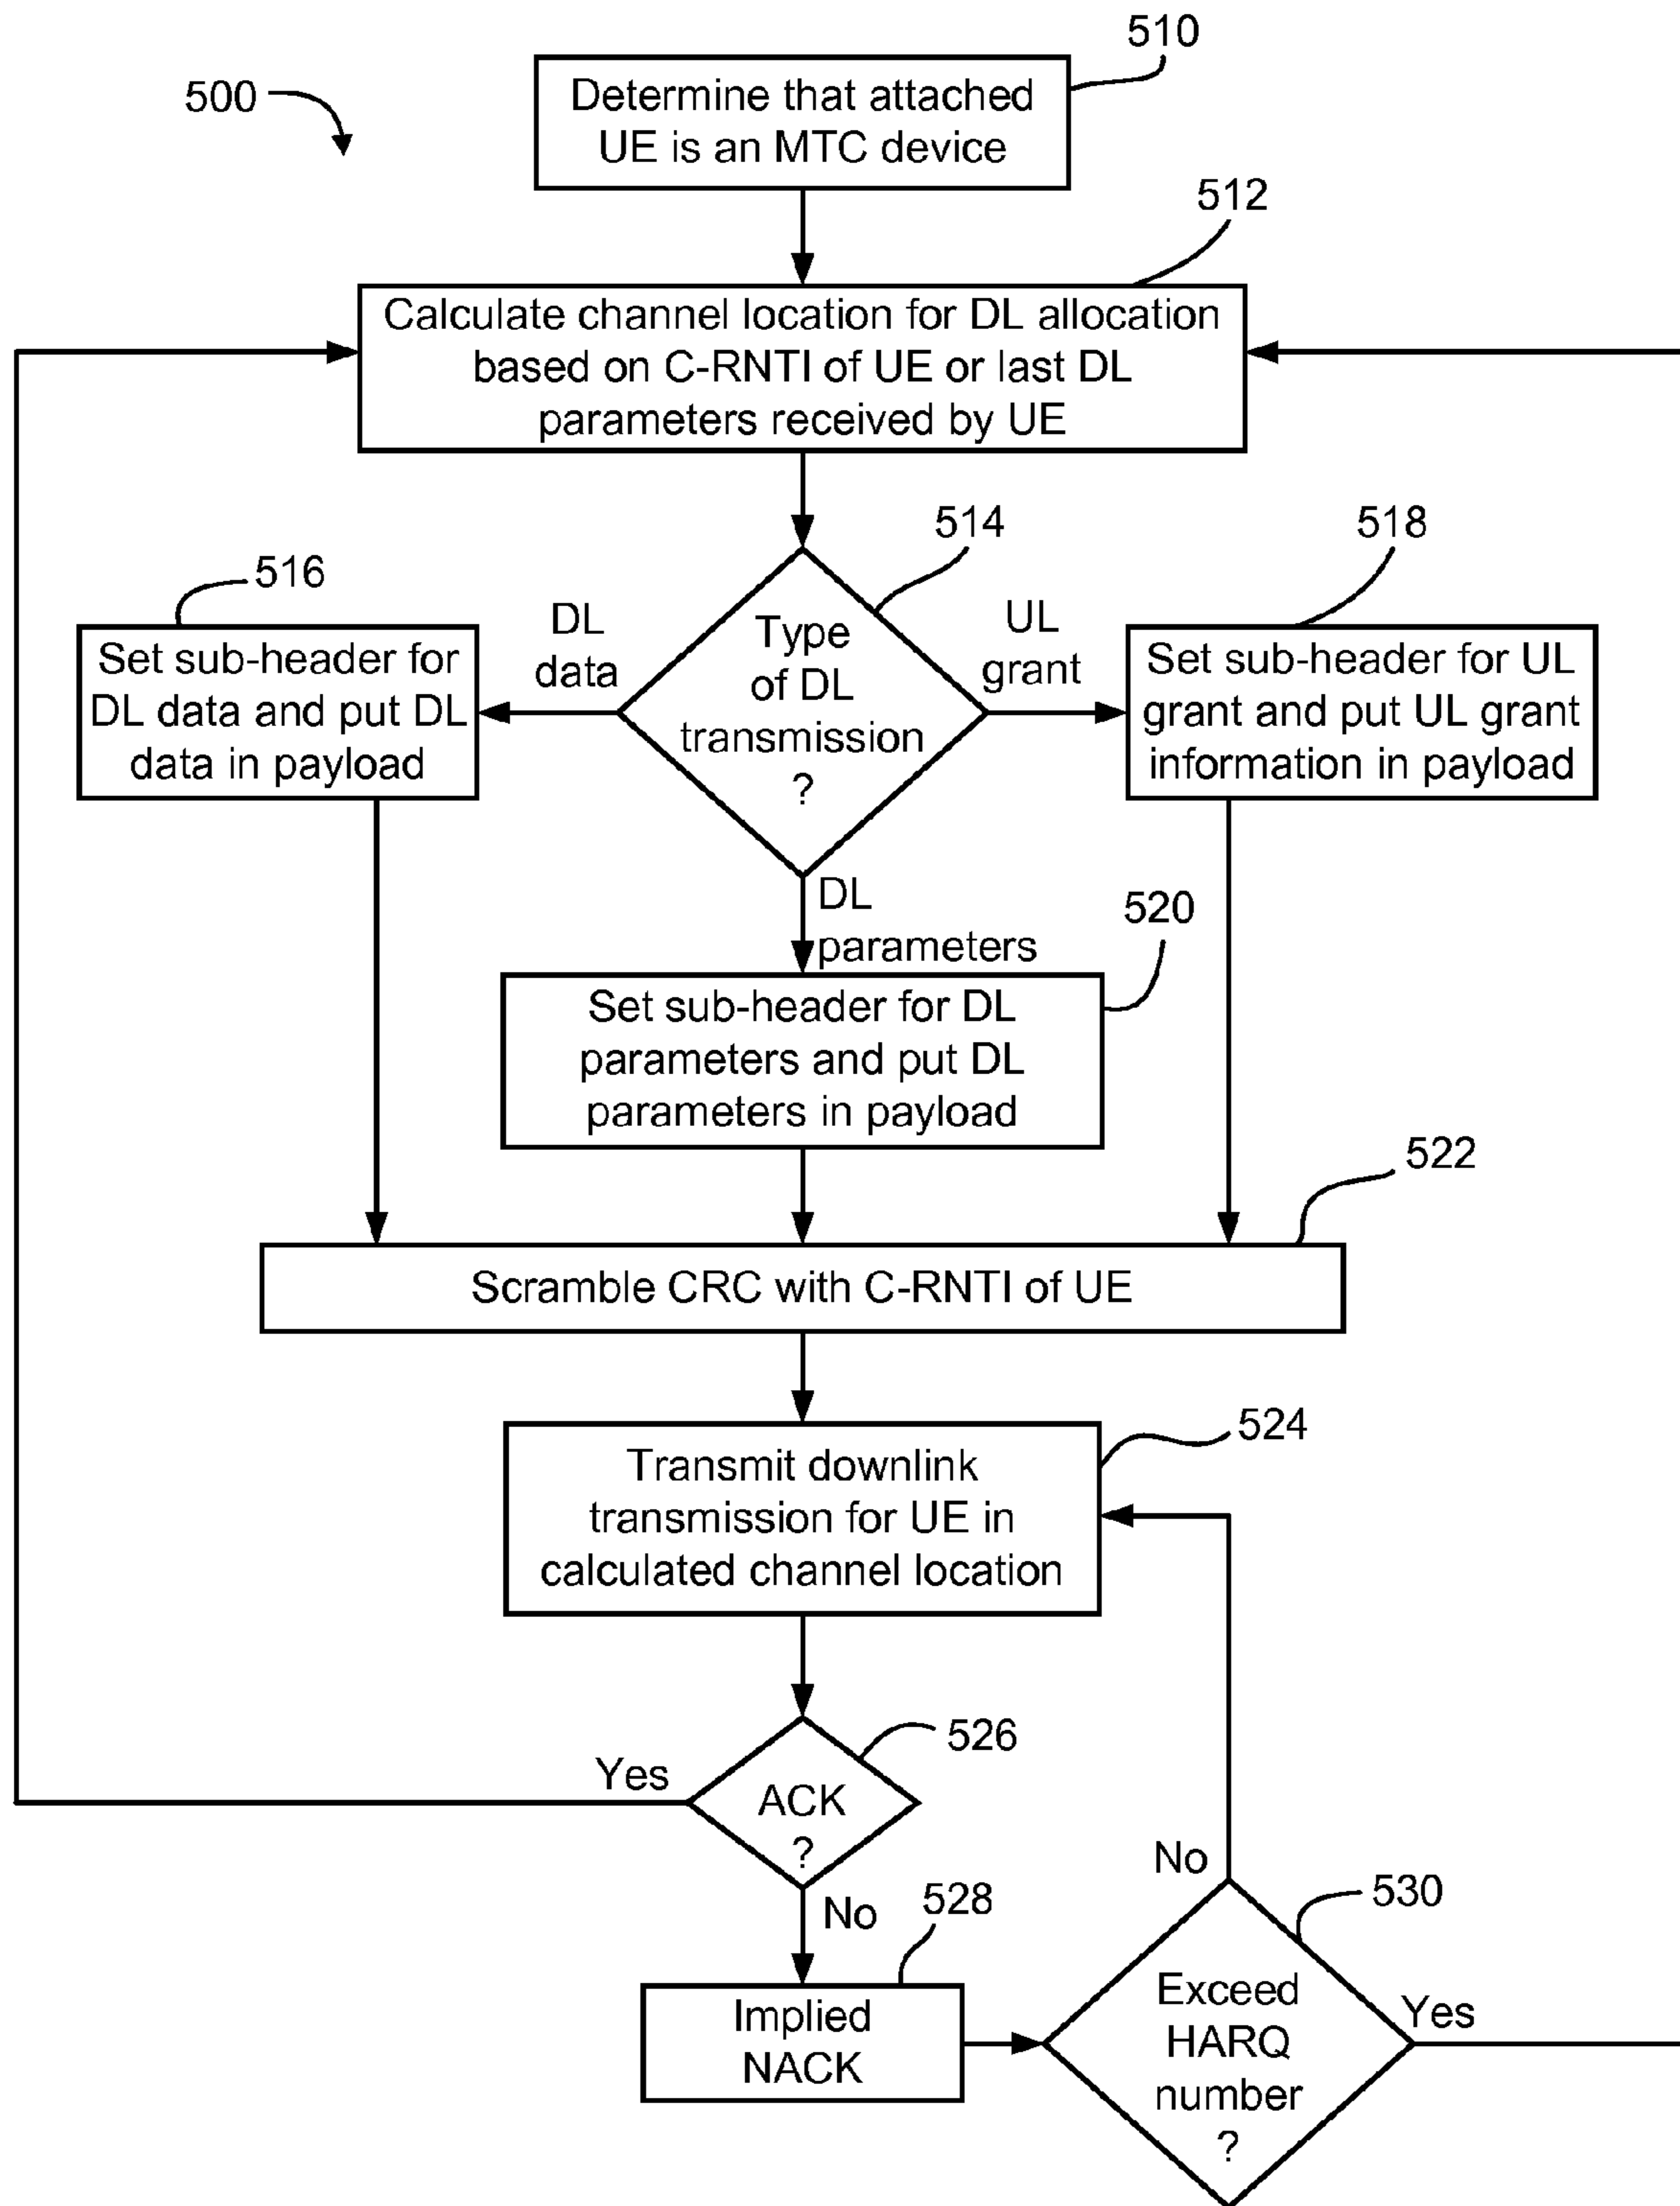 510
500
Determine that attached
UE is an MTC device
512
Calculate channel location for DL allocation
based on C-RNTI of UE or last DL
parameters received by UE
514
518
516
DL
data
Type
of DL
transmission
?
UL
grant
Set sub-header for
DL data and put DL
data in payload
Set sub-header for UL
grant and put UL grant
information in payload
DL
parameters
520
Set sub-header for DL
parameters and put DL
parameters in payload
522
Scramble CRC with C-RNTI of UE
524
Transmit downlink
transmission for UE in
calculated channel location
526
Yes
ACK
?
No
528
No
530
Implied
NACK
Exceed
HARQ
number
?
Yes